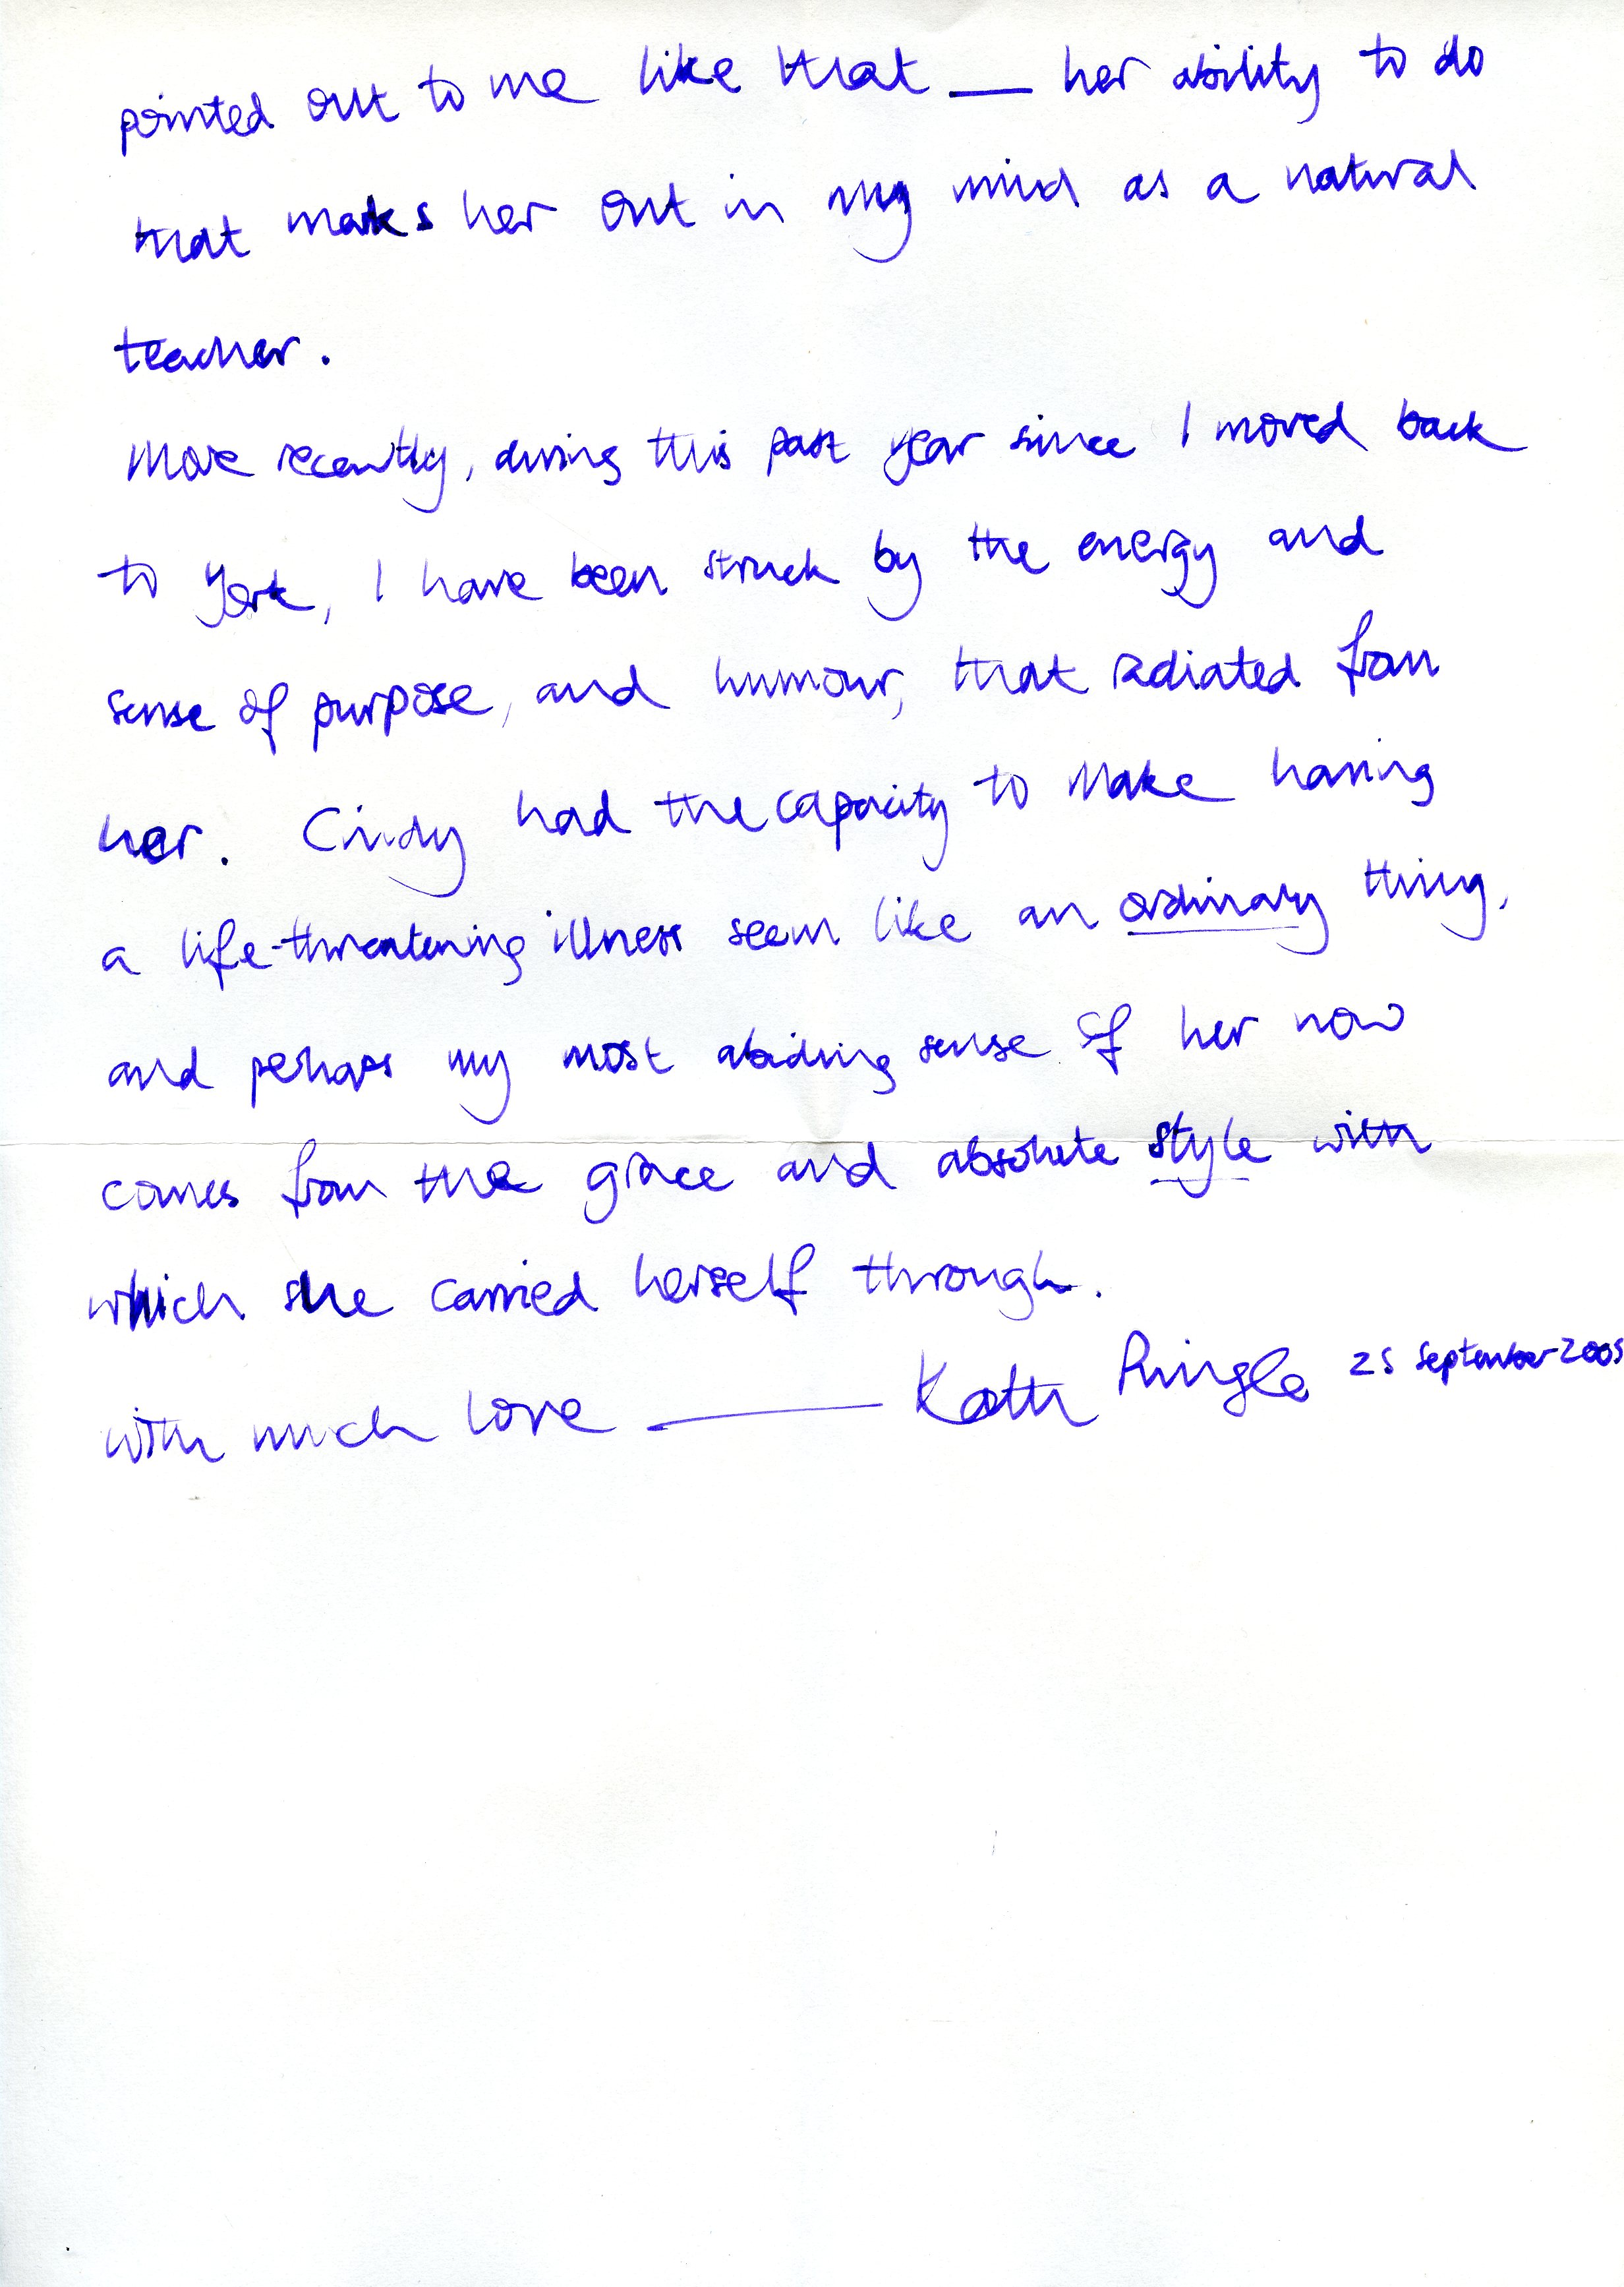 pointed out to me like that — her ability to do
that marks her out in my mind as a natural
teacher.
More recently, during this past year since I moved back
to York, I have been struck by the energy and
sense of purpose, and humour, that radiated from
her. Cindy had the capacity to make having
a life-threatening illness seem like an ordinary thing,
and perhaps my most abiding sense of her now
comes from the grace and absolute style with
which she carried herself through.
with much love — Kath Pringle 25 September 2005